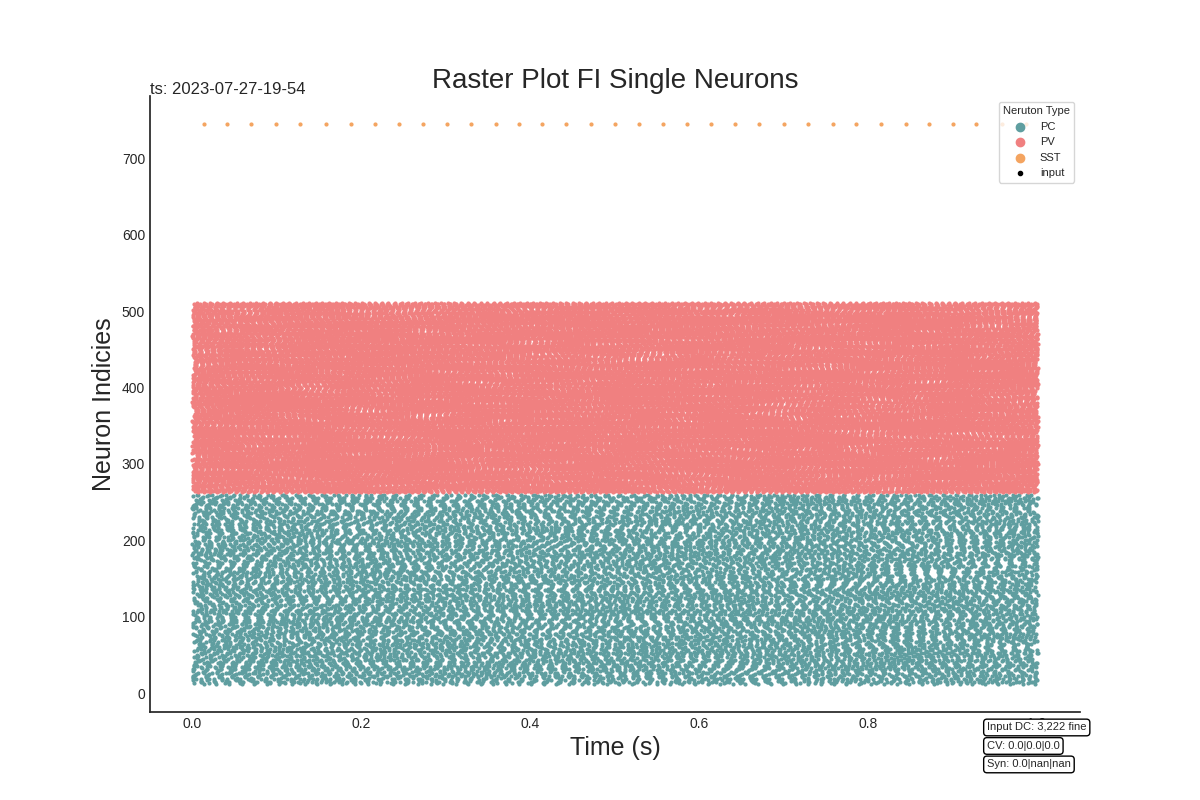 Raster Plot FI Single Neurons
ts: 2023-07-27-19-54
Neruton Type
PC
PV
SST
input
700
600
500
400
300
200
100
0
Neuron Indicies
0.0 0.2 0.4 0.6 0.8
Time (s)
Input DC: 3,222 fine
CV: 0.0|0.0|0.0
Syn: 0.0|nan|nan